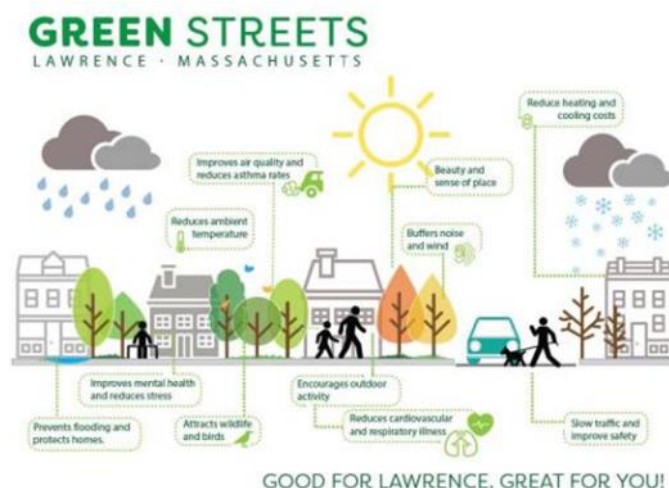 GREEN STREETS
LAWRENCE · MASSACHUSETTS
Reduce heating and
cooling costs
Improves air quality and
reduces asthma rates
Beauty and
sense of place
Reduces ambient
temperature
Buffers noise
and wind
Improves mental health
and reduces stress
Encourages outdoor
activity
Prevents flooding and
protects homes.
Attracts wildlife
and birds
Reduces cardiovascular
and respiratory illness
Slow traffic and
improve safety
GOOD FOR LAWRENCE. GREAT FOR YOU!